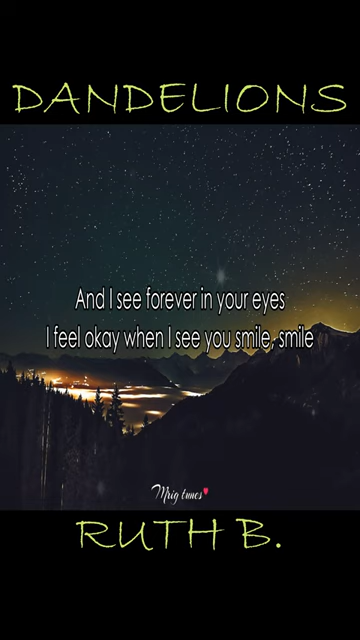 DANDELIONS
And I see forever in your eyes
I feel okay when I see you smile, smile
Mrig tunes
RUTH B.